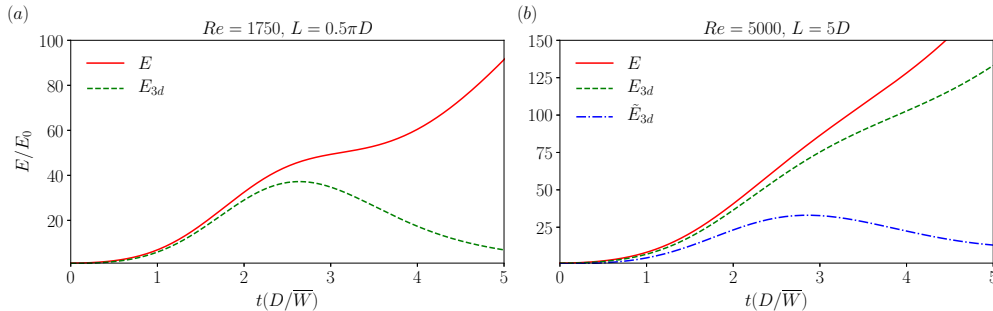 (a)
Re = 1750, L = 0.5πD
100
80
60
40
20
E/E₀
E
E₃d
0
1
2
3
4
5
t(D/W̅)
(b)
Re = 5000, L = 5D
150
125
100
75
50
25
E
E₃d
Ẽ₃d
0
1
2
3
4
5
t(D/W̅)